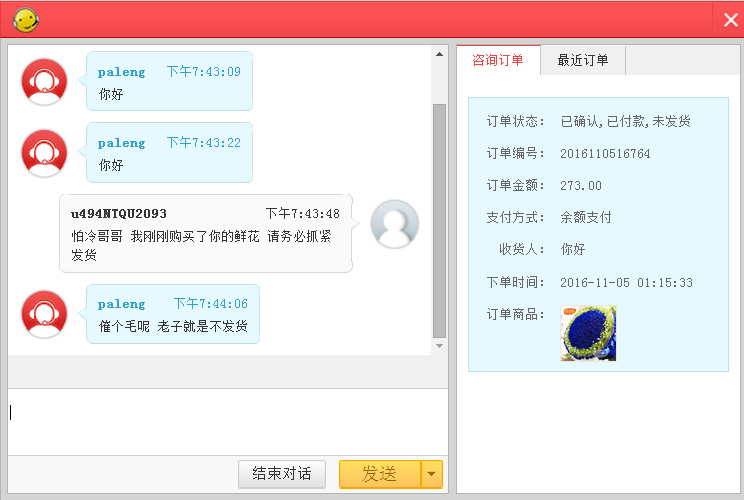 paleng 下午7:43:09
你好
paleng 下午7:43:22
你好
u494NTQU2093 下午7:43:48
怕冷哥哥 我刚刚购买了你的鲜花 请务必抓紧
发货
paleng 下午7:44:06
催个毛呢 老子就是不发货
结束对话
发送
咨询订单 最近订单
订单状态: 已确认,已付款,未发货
订单编号: 2016110516764
订单金额: 273.00
支付方式: 余额支付
收货人: 你好
下单时间: 2016-11-05 01:15:33
订单商品: